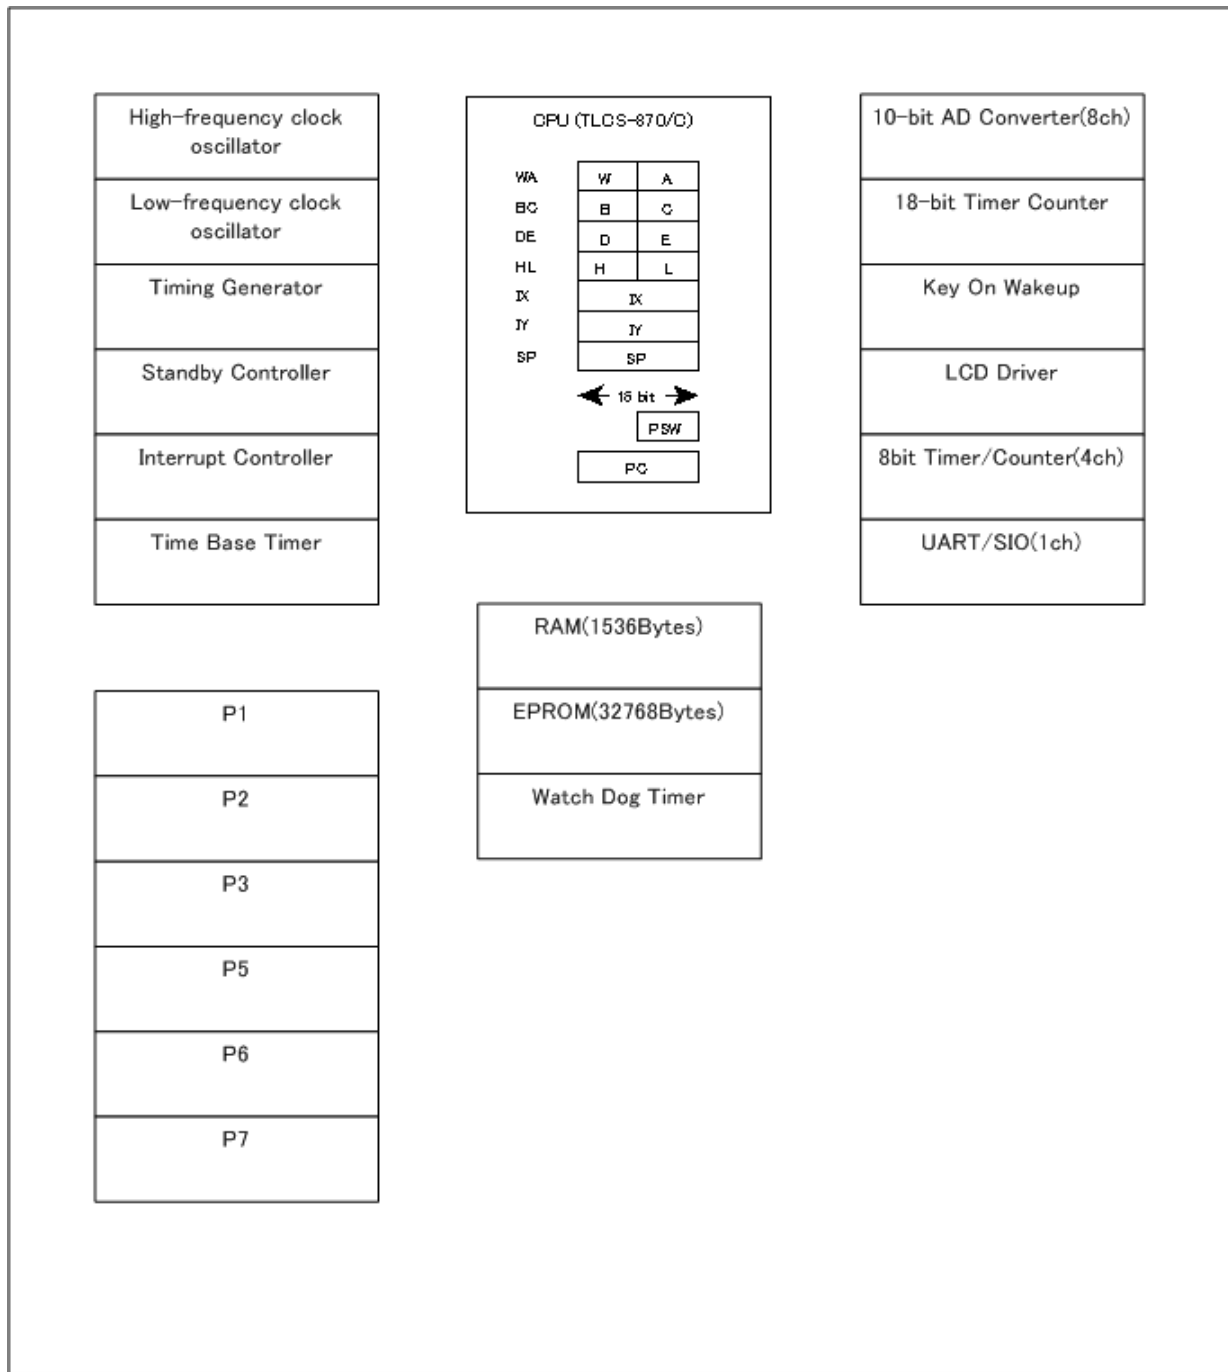 High-frequency clock
oscillator
Low-frequency clock
oscillator
Timing Generator
Standby Controller
Interrupt Controller
Time Base Timer
CPU (TLCS-870/C)
WA W A
BC B C
DE D E
HL H L
IX IX
IY IY
SP SP
16 bit
PSW
PC
10-bit AD Converter(8ch)
18-bit Timer Counter
Key On Wakeup
LCD Driver
8bit Timer/Counter(4ch)
UART/SIO(1ch)
RAM(1536Bytes)
EPROM(32768Bytes)
Watch Dog Timer
P1
P2
P3
P5
P6
P7